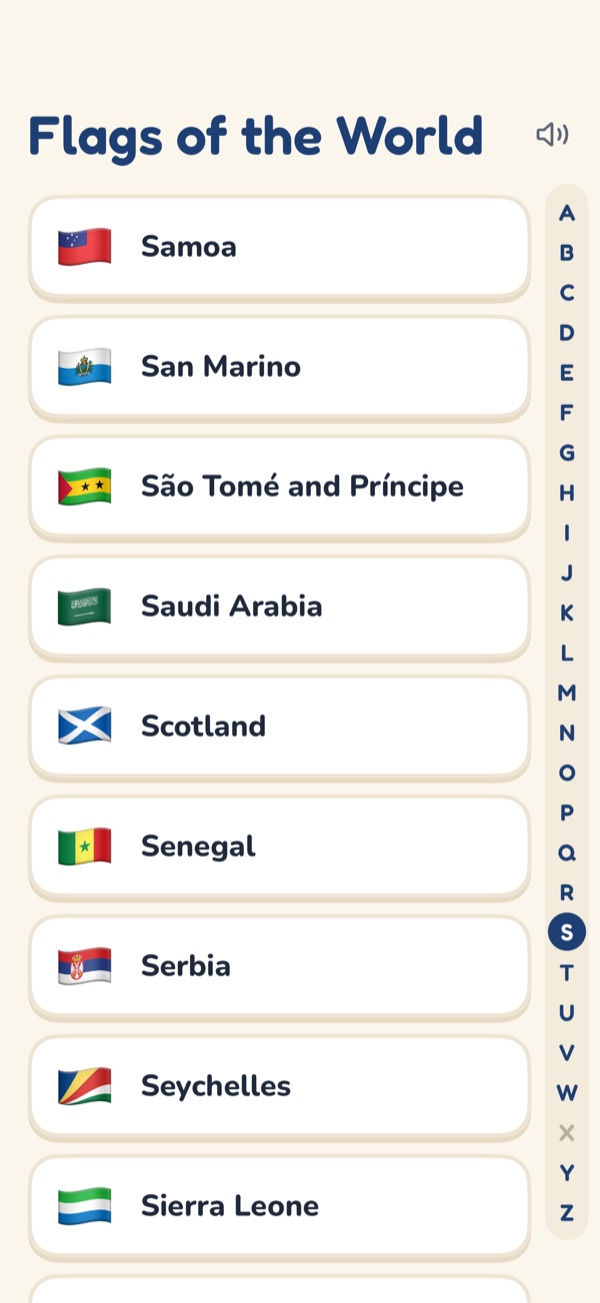 Flags of the World
Samoa
San Marino
São Tomé and Príncipe
Saudi Arabia
Scotland
Senegal
Serbia
Seychelles
Sierra Leone
A
B
C
D
E
F
G
H
I
J
K
L
M
N
O
P
Q
R
S
T
U
V
W
X
Y
Z